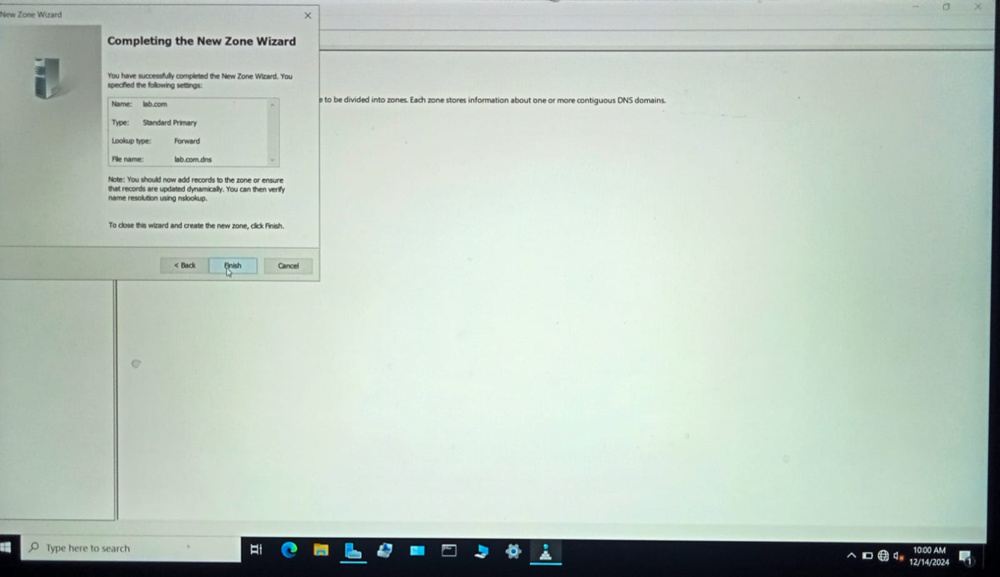 New Zone Wizard
Completing the New Zone Wizard
You have successfully completed the New Zone Wizard. You
specified the following settings:
Name: lab.com
Type: Standard Primary
Lookup type: Forward
File name: lab.com.dns
Note: You should now add records to the zone or ensure
that records are updated dynamically. You can then verify
name resolution using nslookup.
To close this wizard and create the new zone, click Finish.
< Back Finish Cancel
e to be divided into zones. Each zone stores information about one or more contiguous DNS domains.
Type here to search
10:00 AM
12/14/2024
1